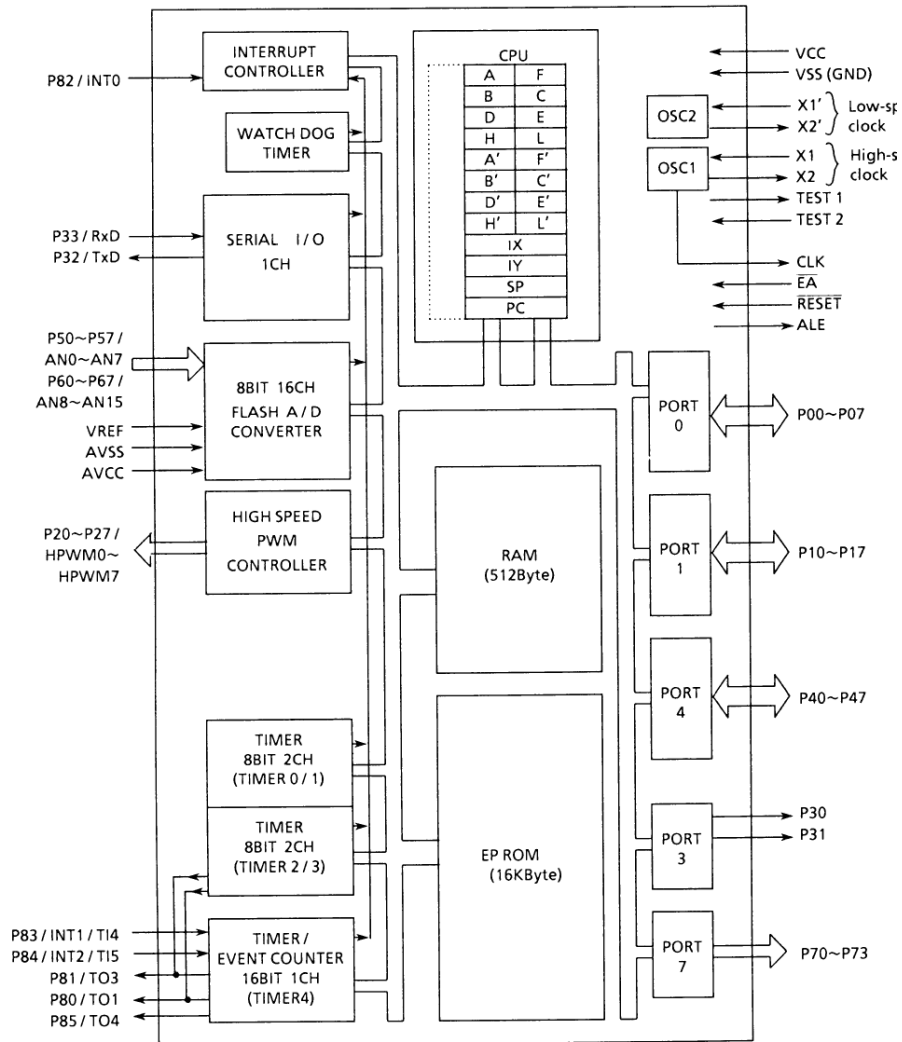 P82 / INT0
INTERRUPT
CONTROLLER
WATCH DOG
TIMER
P33 / RxD
P32 / TxD
SERIAL I / O
1CH
P50~P57 /
AN0~AN7
P60~P67 /
AN8~AN15
VREF
AVSS
AVCC
8BIT 16CH
FLASH A / D
CONVERTER
P20~P27 /
HPWM0~
HPWM7
HIGH SPEED
PWM
CONTROLLER
TIMER
8BIT 2CH
(TIMER 0 / 1)
TIMER
8BIT 2CH
(TIMER 2 / 3)
P83 / INT1 / TI4
P84 / INT2 / TI5
P81 / TO3
P80 / TO1
P85 / TO4
TIMER /
EVENT COUNTER
16BIT 1CH
(TIMER4)
CPU
A F
B C
D E
H L
A' F'
B' C'
D' E'
H' L'
IX
IY
SP
PC
RAM
(512Byte)
EP ROM
(16KByte)
VCC
VSS (GND)
OSC2
X1'
X2'
Low-sp
clock
OSC1
X1
X2
High-s
clock
TEST 1
TEST 2
CLK
EA
RESET
ALE
PORT
0
P00~P07
PORT
1
P10~P17
PORT
4
P40~P47
PORT
3
P30
P31
PORT
7
P70~P73